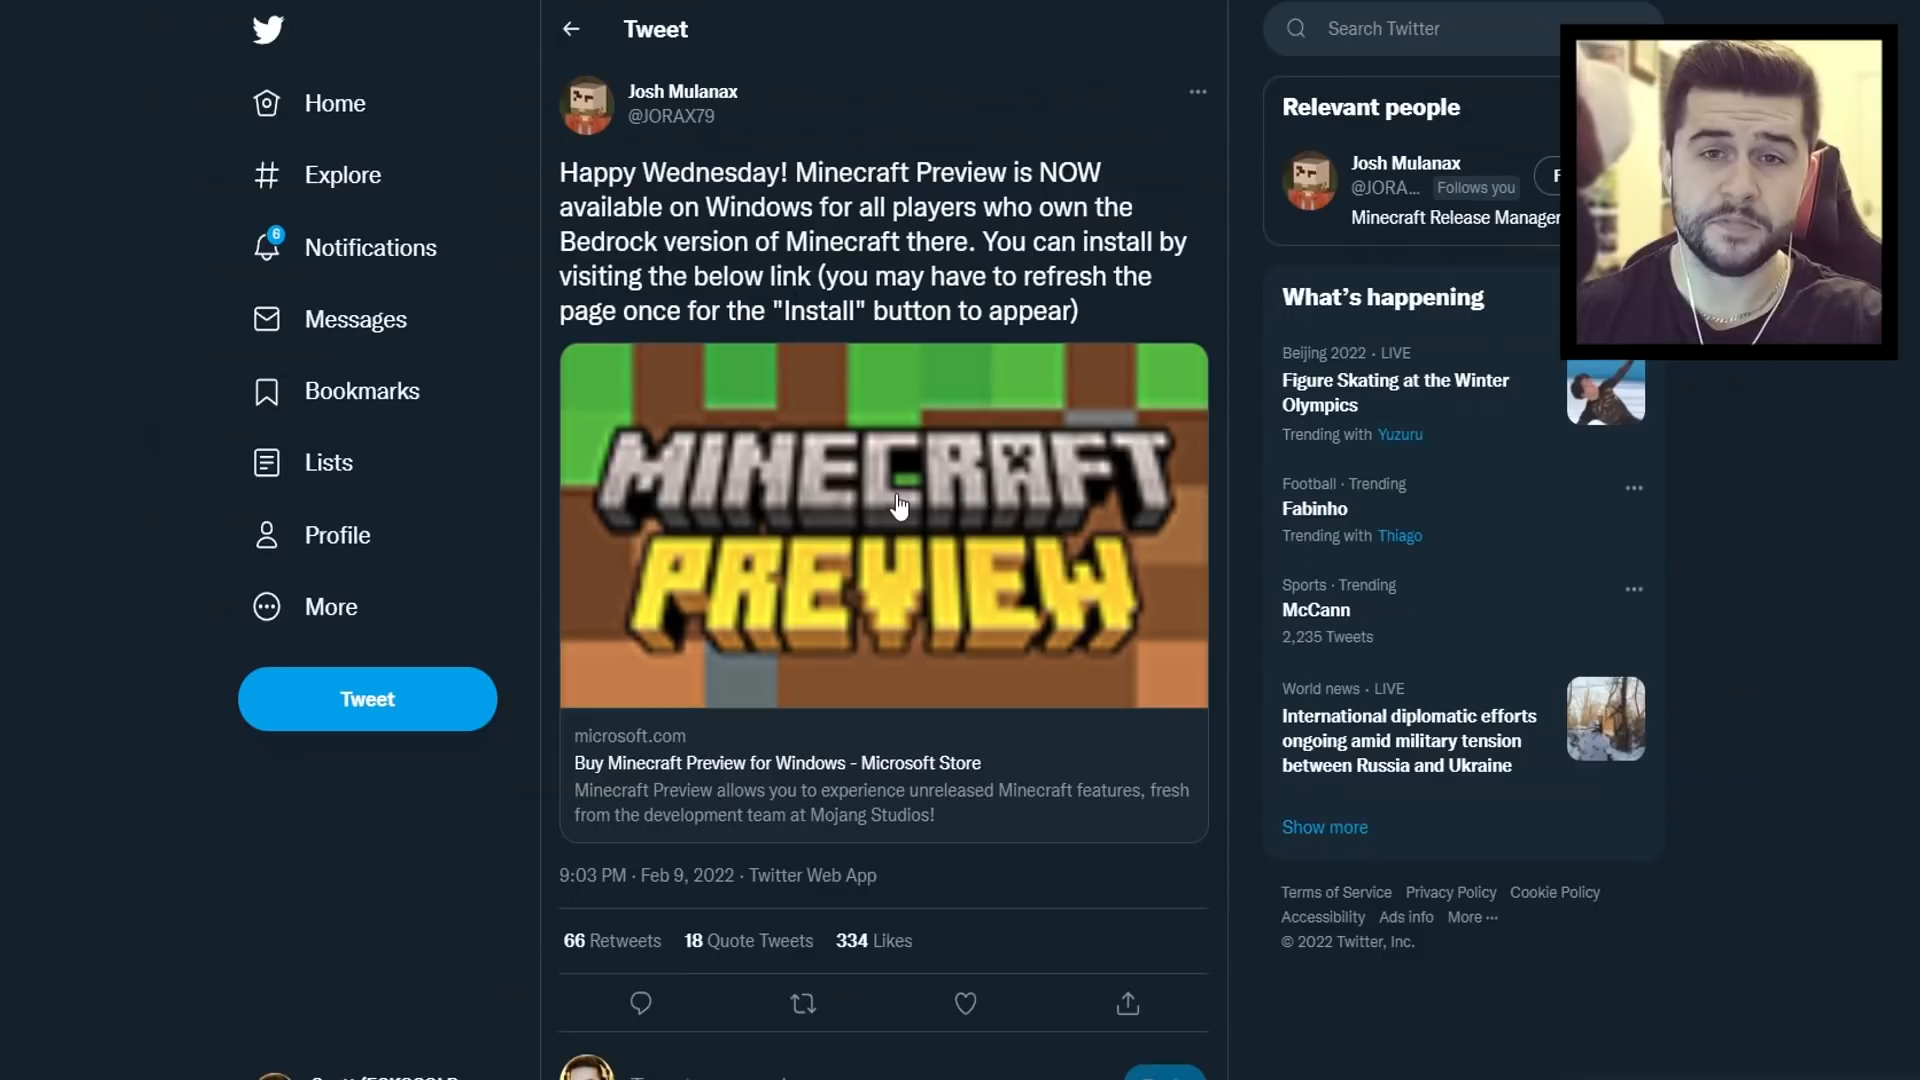 Home
Explore
6
Notifications
Messages
Bookmarks
Lists
Profile
More
Tweet
Tweet
Josh Mulanax
@JORAX79
Happy Wednesday! Minecraft Preview is NOW
available on Windows for all players who own the
Bedrock version of Minecraft there. You can install by
visiting the below link (you may have to refresh the
page once for the "Install" button to appear)
MINECRAFT
PREVIEW
microsoft.com
Buy Minecraft Preview for Windows - Microsoft Store
Minecraft Preview allows you to experience unreleased Minecraft features, fresh
from the development team at Mojang Studios!
9:03 PM · Feb 9, 2022 · Twitter Web App
66 Retweets 18 Quote Tweets 334 Likes
Search Twitter
Relevant people
Josh Mulanax
@JORA... Follows you
Minecraft Release Manager
What's happening
Beijing 2022 · LIVE
Figure Skating at the Winter
Olympics
Trending with Yuzuru
Football · Trending
Fabinho
Trending with Thiago
Sports · Trending
McCann
2,235 Tweets
World news · LIVE
International diplomatic efforts
ongoing amid military tension
between Russia and Ukraine
Show more
Terms of Service Privacy Policy Cookie Policy
Accessibility Ads info More ···
© 2022 Twitter, Inc.